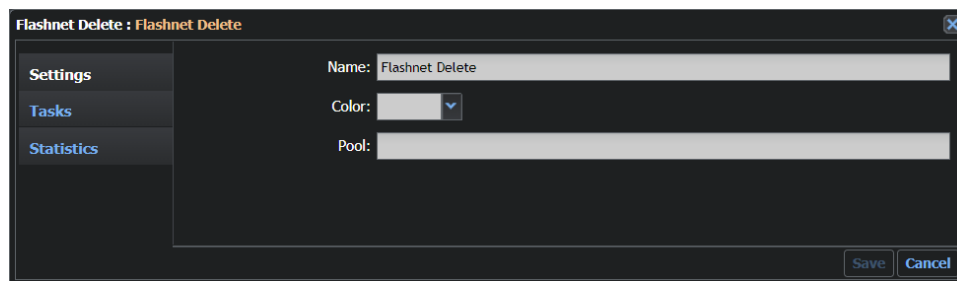 Flashnet Delete : Flashnet Delete
Settings
Tasks
Statistics
Name: Flashnet Delete
Color:
Pool:
Save Cancel